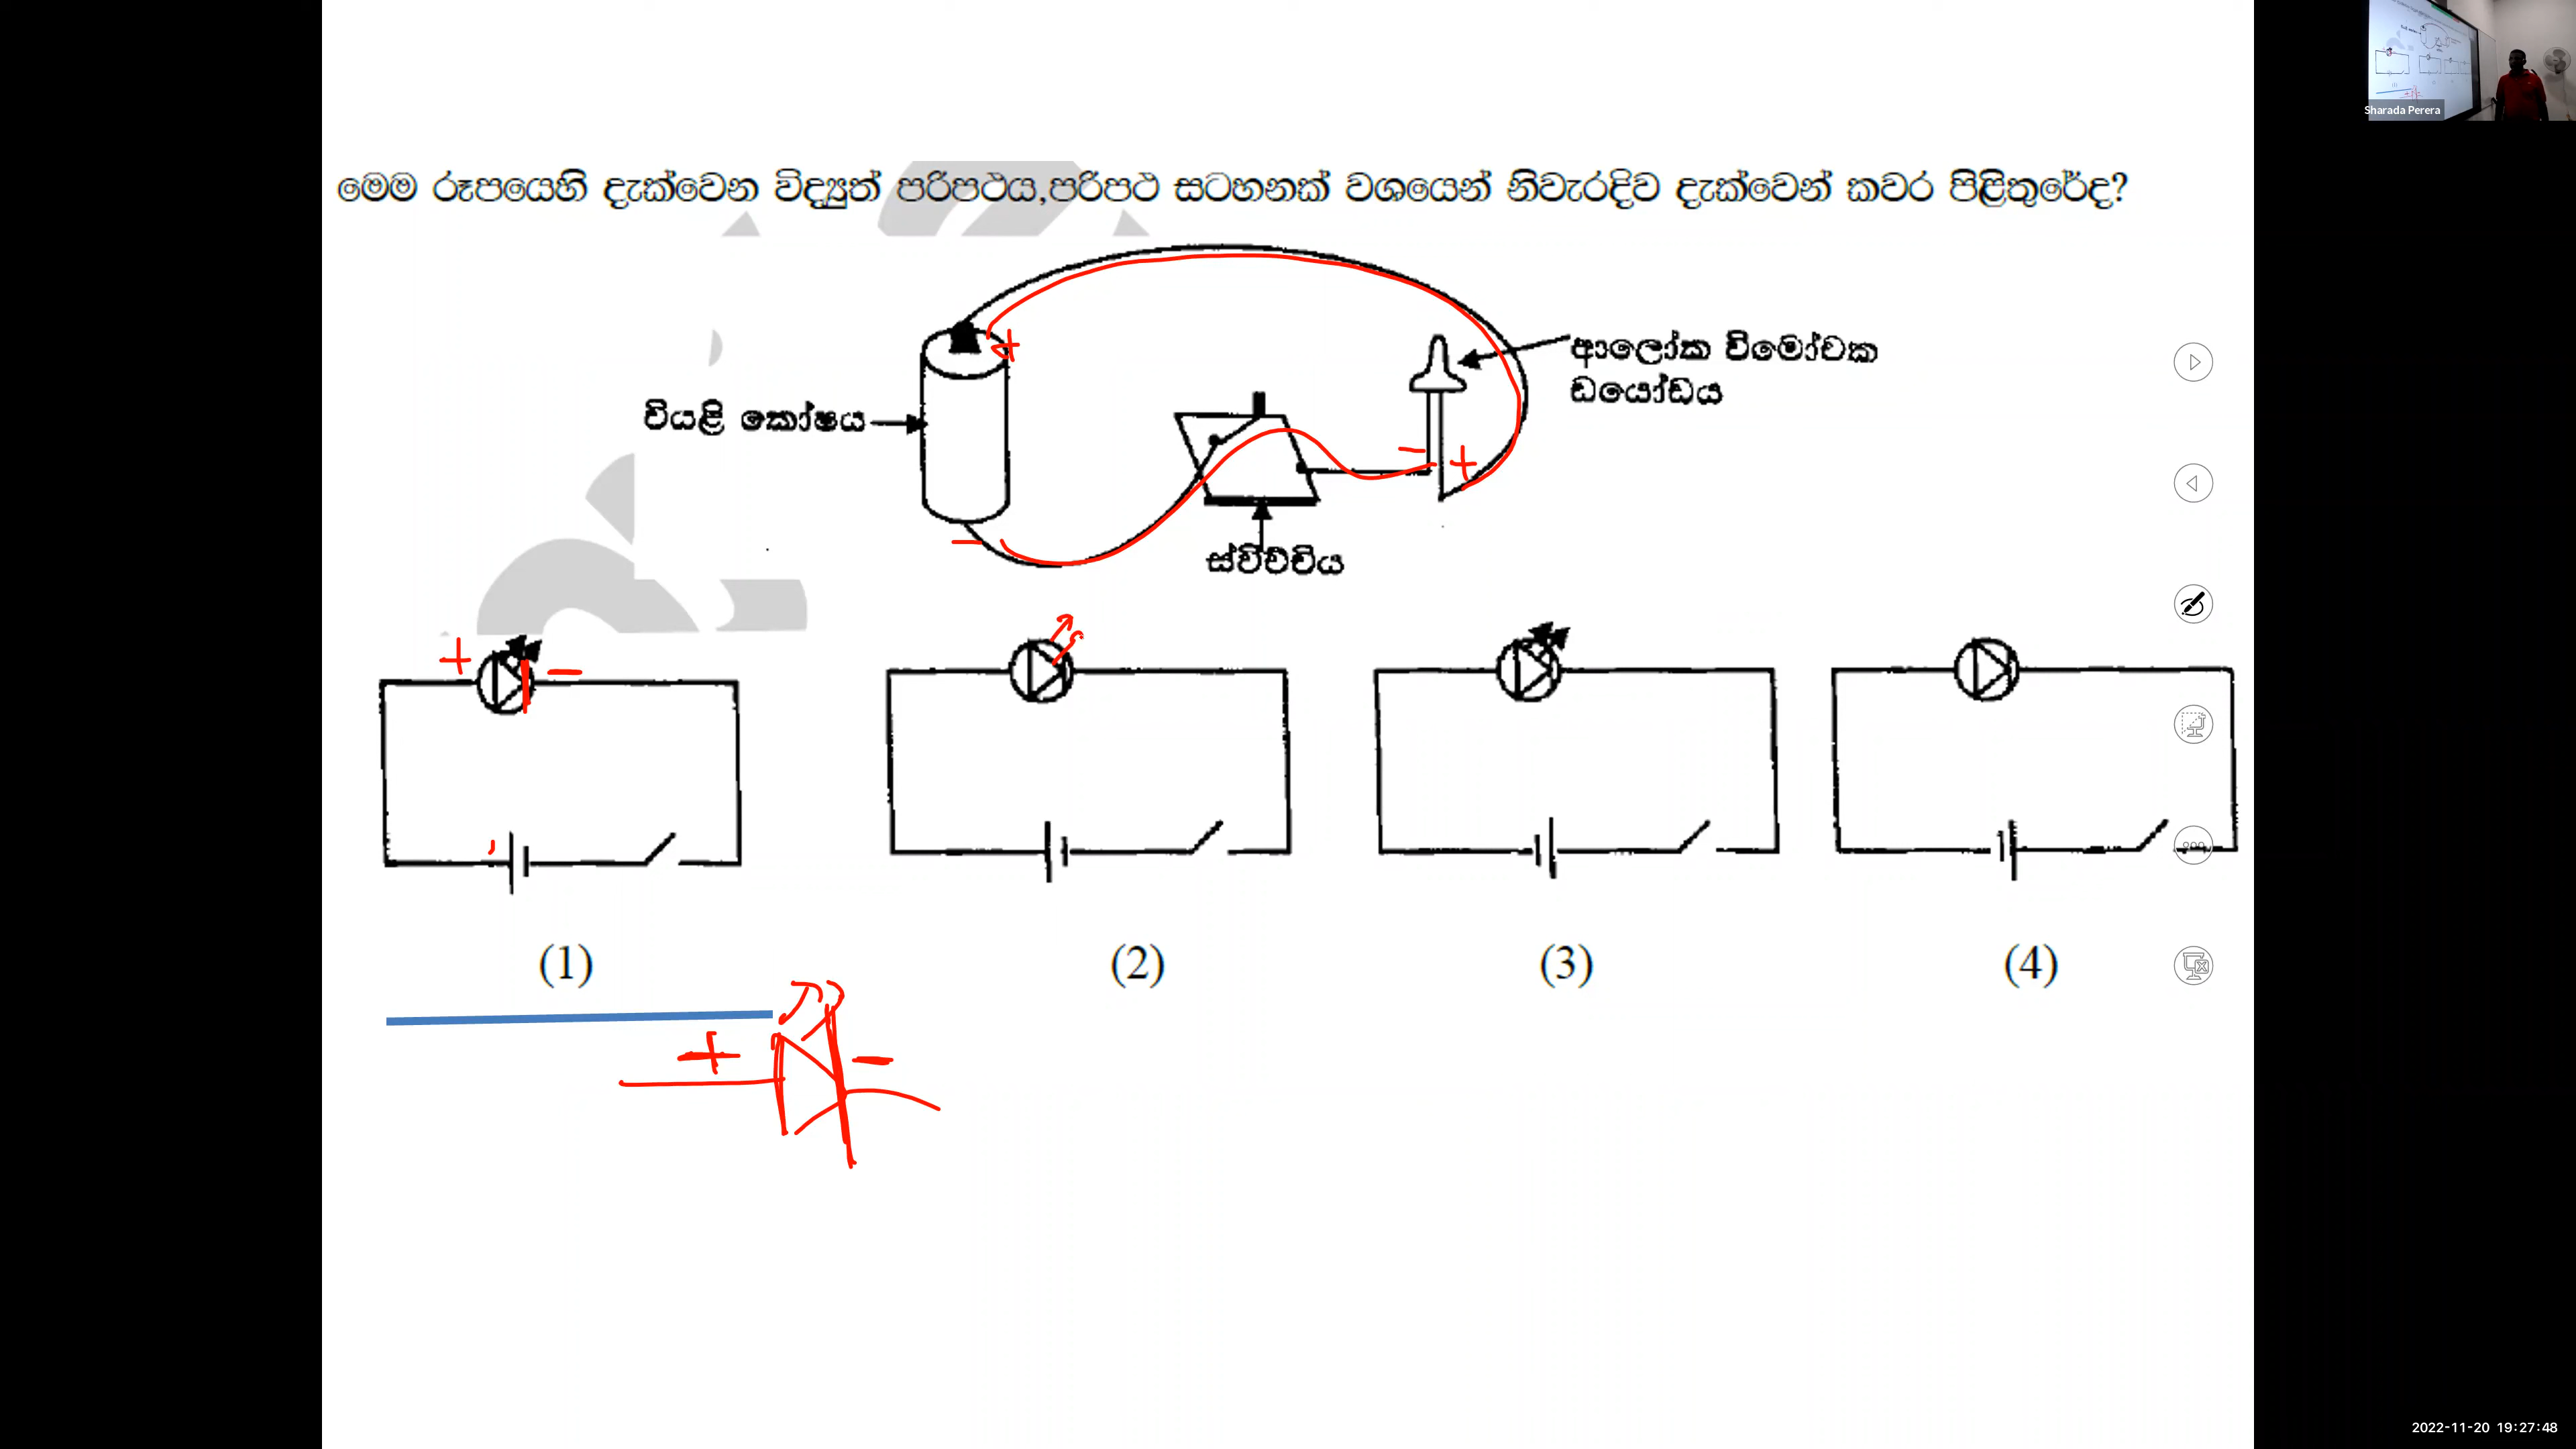 Sharada Perera
මෙම රූපයෙහි දැක්වෙන විද්‍යුත් පරිපථය,පරිපථ සටහනක් වශයෙන් නිවැරදිව දැක්වෙන් කවර පිළිතුරේද?
ආලෝක විමෝචක
ඩයෝඩය
වියළි කෝෂය
+
- +
-
ස්විච්චිය
+ -
(1) (2) (3) (4)
+ -
2022-11-20 19:27:48